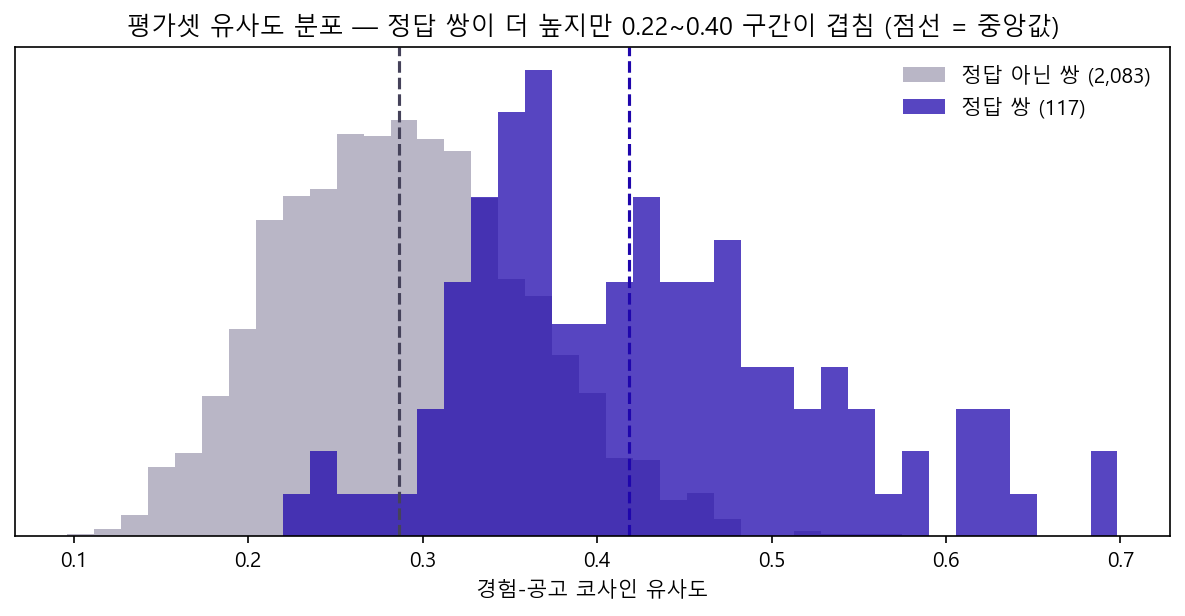 평가셋 유사도 분포 — 정답 쌍이 더 높지만 0.22~0.40 구간이 겹침 (점선 = 중앙값)
정답 아닌 쌍 (2,083)
정답 쌍 (117)
0.1 0.2 0.3 0.4 0.5 0.6 0.7
경험-공고 코사인 유사도